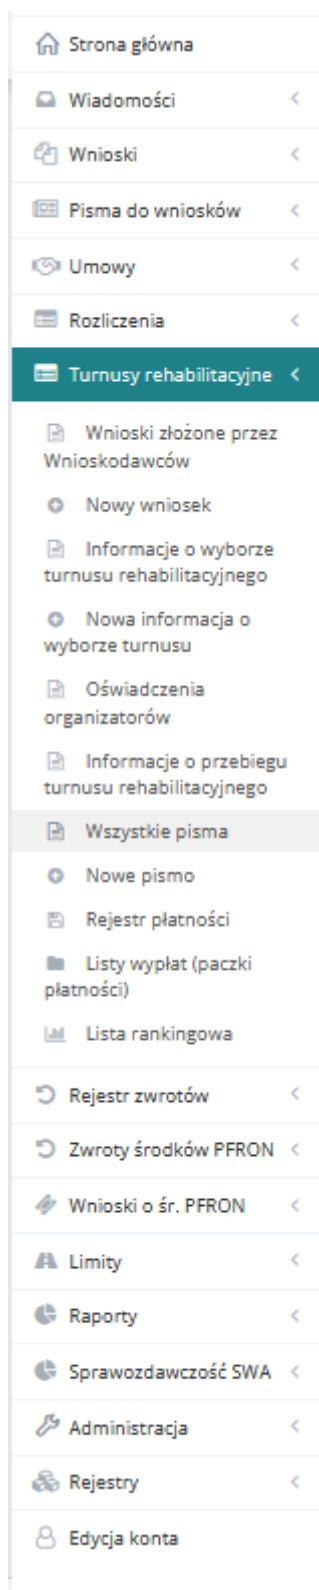 Strona główna
Wiadomości
Wnioski
Pisma do wniosków
Umowy
Rozliczenia
Turnusy rehabilitacyjne
Wnioski złożone przez
Wnioskodawców
Nowy wniosek
Informacje o wyborze
turnusu rehabilitacyjnego
Nowa informacja o
wyborze turnusu
Oświadczenia
organizatorów
Informacje o przebiegu
turnusu rehabilitacyjnego
Wszystkie pisma
Nowe pismo
Rejestr płatności
Listy wypłat (paczki
płatności)
Lista rankingowa
Rejestr zwrotów
Zwroty środków PFRON
Wnioski o śr. PFRON
Limity
Raporty
Sprawozdawczość SWA
Administracja
Rejestry
Edycja konta